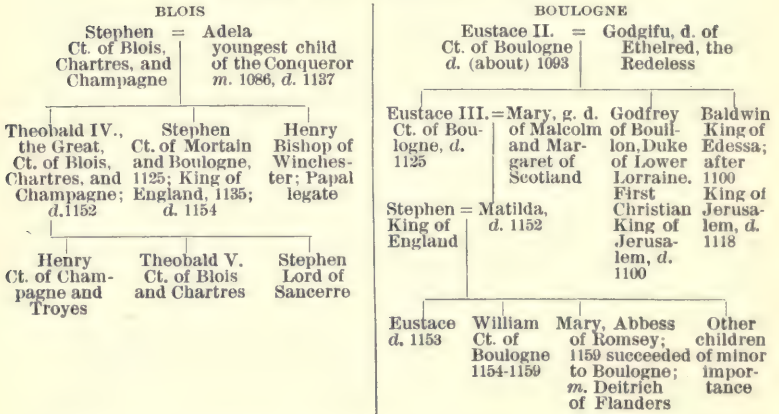 BLOIS
Stephen = Adela
Ct. of Blois, youngest child
Chartres, and of the Conqueror
Champagne m. 1086, d. 1137
Theobald IV.,
the Great,
Ct. of Blois,
Chartres, and
Champagne;
d.1152
Stephen
Ct. of Mortain
and Boulogne,
1125; King of
England, 1135;
d. 1154
Henry
Bishop of
Winches-
ter; Papal
legate
Henry
Ct. of Cham-
pagne and
Troyes
Theobald V.
Ct. of Blois
and Chartres
Stephen
Lord of
Sancerre
BOULOGNE
Eustace II. = Godgifu, d. of
Ct. of Boulogne Ethelred, the
d. (about) 1093 Redeless
Eustace III.=Mary, g. d.
Ct. of Bou- of Malcolm
logne, d. and Mar-
1125 garet of
Scotland
Godfrey
of Bouil-
lon, Duke
of Lower
Lorraine.
First
Christian
King of
Jerusa-
lem, d.
1100
Baldwin
King of
Edessa;
after
1100
King of
Jerusa-
lem, d.
1118
Stephen = Matilda,
King of d. 1152
England
Eustace
d. 1153
William
Ct. of
Boulogne
1154-1159
Mary, Abbess
of Romsey;
1159 succeeded
to Boulogne;
m. Deitrich
of Flanders
Other
children
of minor
impor-
tance